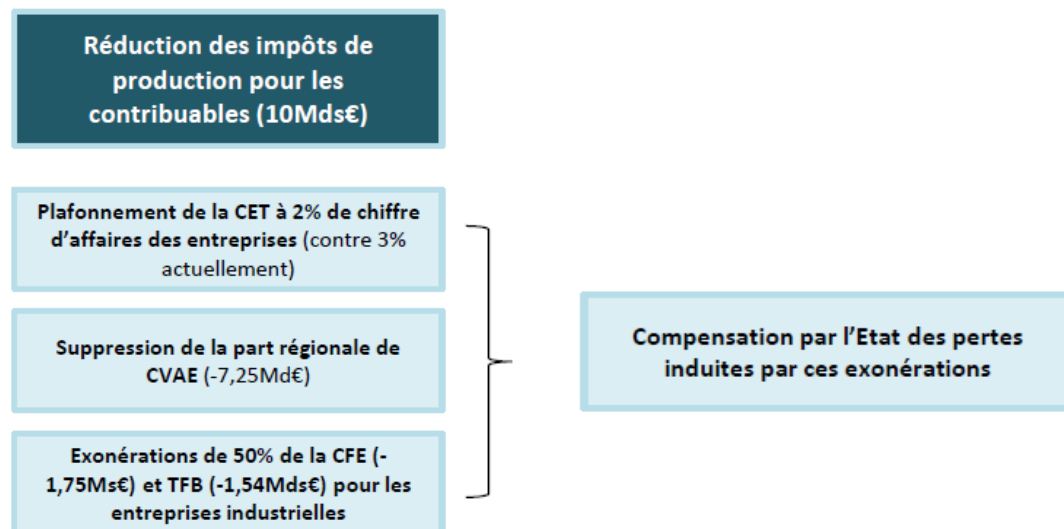 Réduction des impôts de
production pour les
contribuables (10Mds€)
Plafonnement de la CET à 2% de chiffre
d'affaires des entreprises (contre 3%
actuellement)
Suppression de la part régionale de
CVAE (-7,25Md€)
Exonérations de 50% de la CFE (-
1,75Ms€) et TFB (-1,54Mds€) pour les
entreprises industrielles
Compensation par l'Etat des pertes
induites par ces exonérations